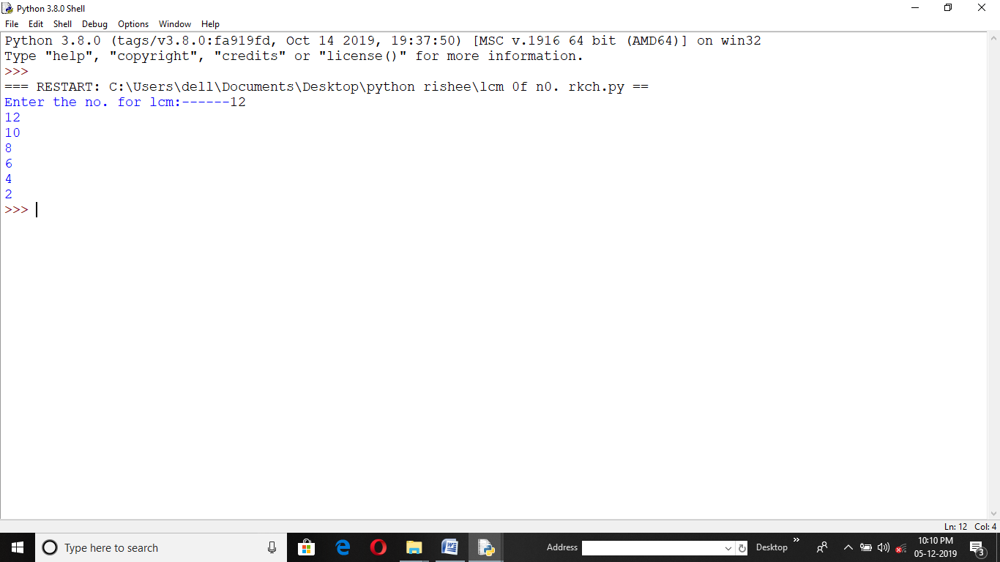 Python 3.8.0 Shell
File Edit Shell Debug Options Window Help
Python 3.8.0 (tags/v3.8.0:fa919fd, Oct 14 2019, 19:37:50) [MSC v.1916 64 bit (AMD64)] on win32
Type "help", "copyright", "credits" or "license()" for more information.
>>>
=== RESTART: C:\Users\dell\Documents\Desktop\python rishee\lcm 0f n0. rkch.py ==
Enter the no. for lcm:------12
12
10
8
6
4
2
>>>
Ln: 12 Col: 4
Type here to search
Address
Desktop
10:10 PM
05-12-2019
3